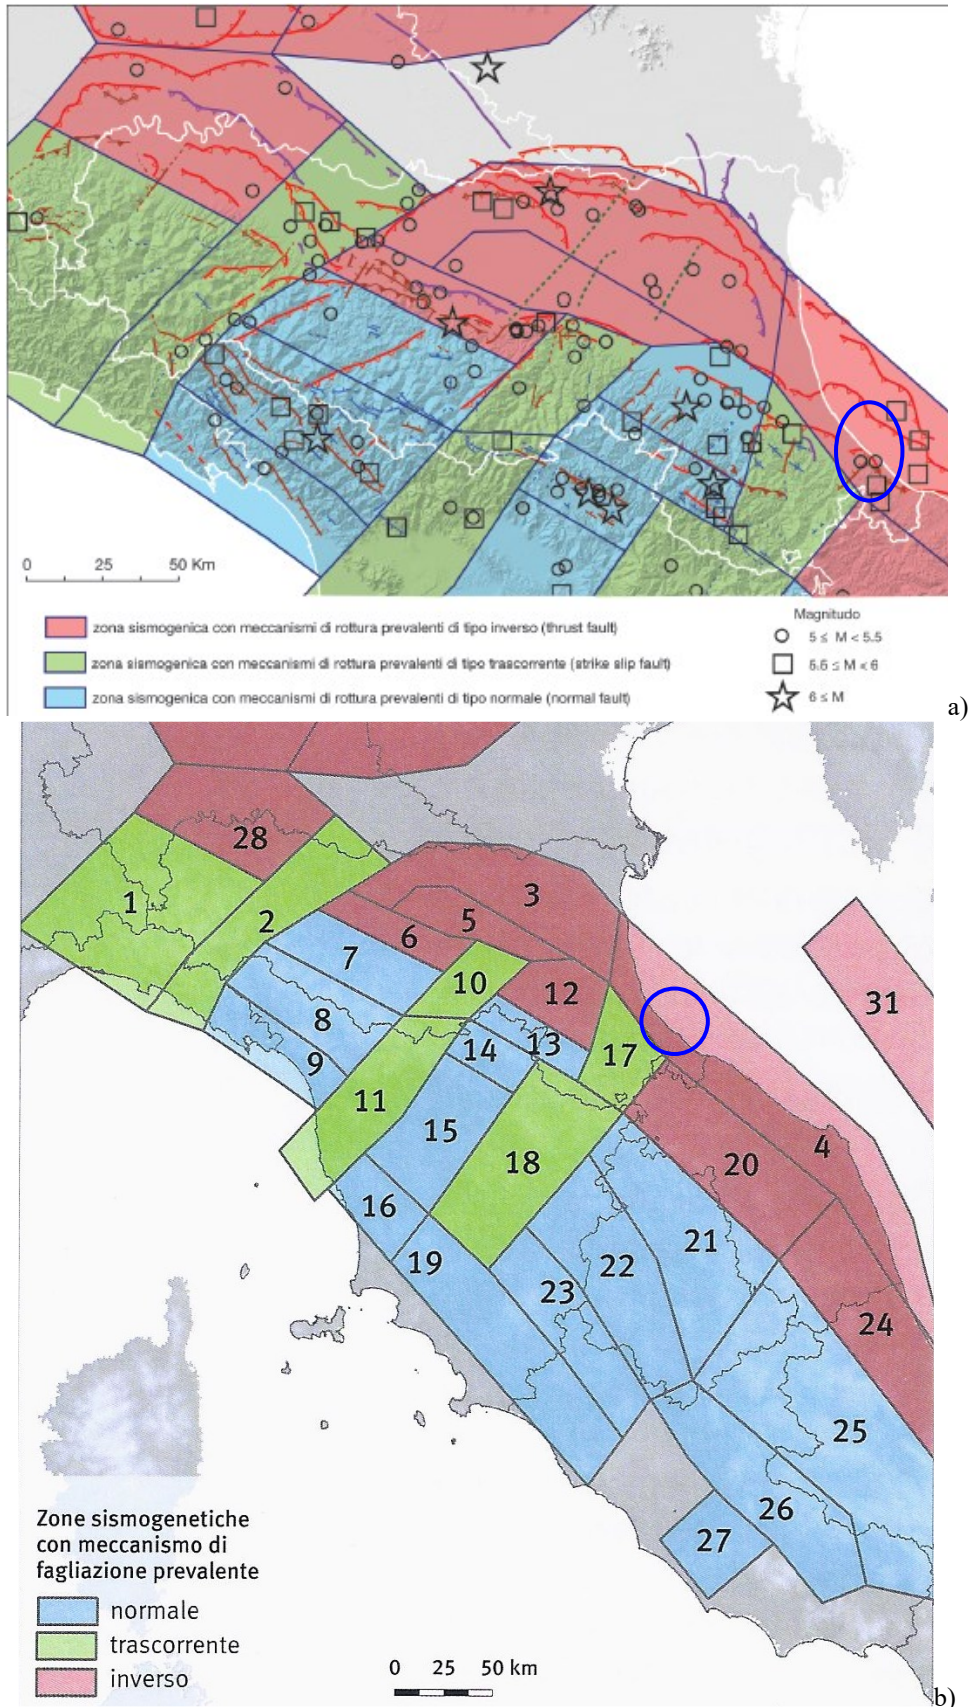 0 25 50 Km
zona sismogenica con meccanismi di rottura prevalenti di tipo inverso (thrust fault)
zona sismogenica con meccanismi di rottura prevalenti di tipo trascorrente (strike slip fault)
zona sismogenica con meccanismi di rottura prevalenti di tipo normale (normal fault)
Magnitudo
5 ≤ M < 5.5
5.5 ≤ M < 6
6 ≤ M
a)
28
3
1
2
5
6
7
10
12
31
8
13
14
17
9
11
15
18
20
4
16
21
19
22
23
24
25
26
27
Zone sismogenetiche
con meccanismo di
fagliazione prevalente
normale
trascorrente
inverso
0 25 50 km
b)